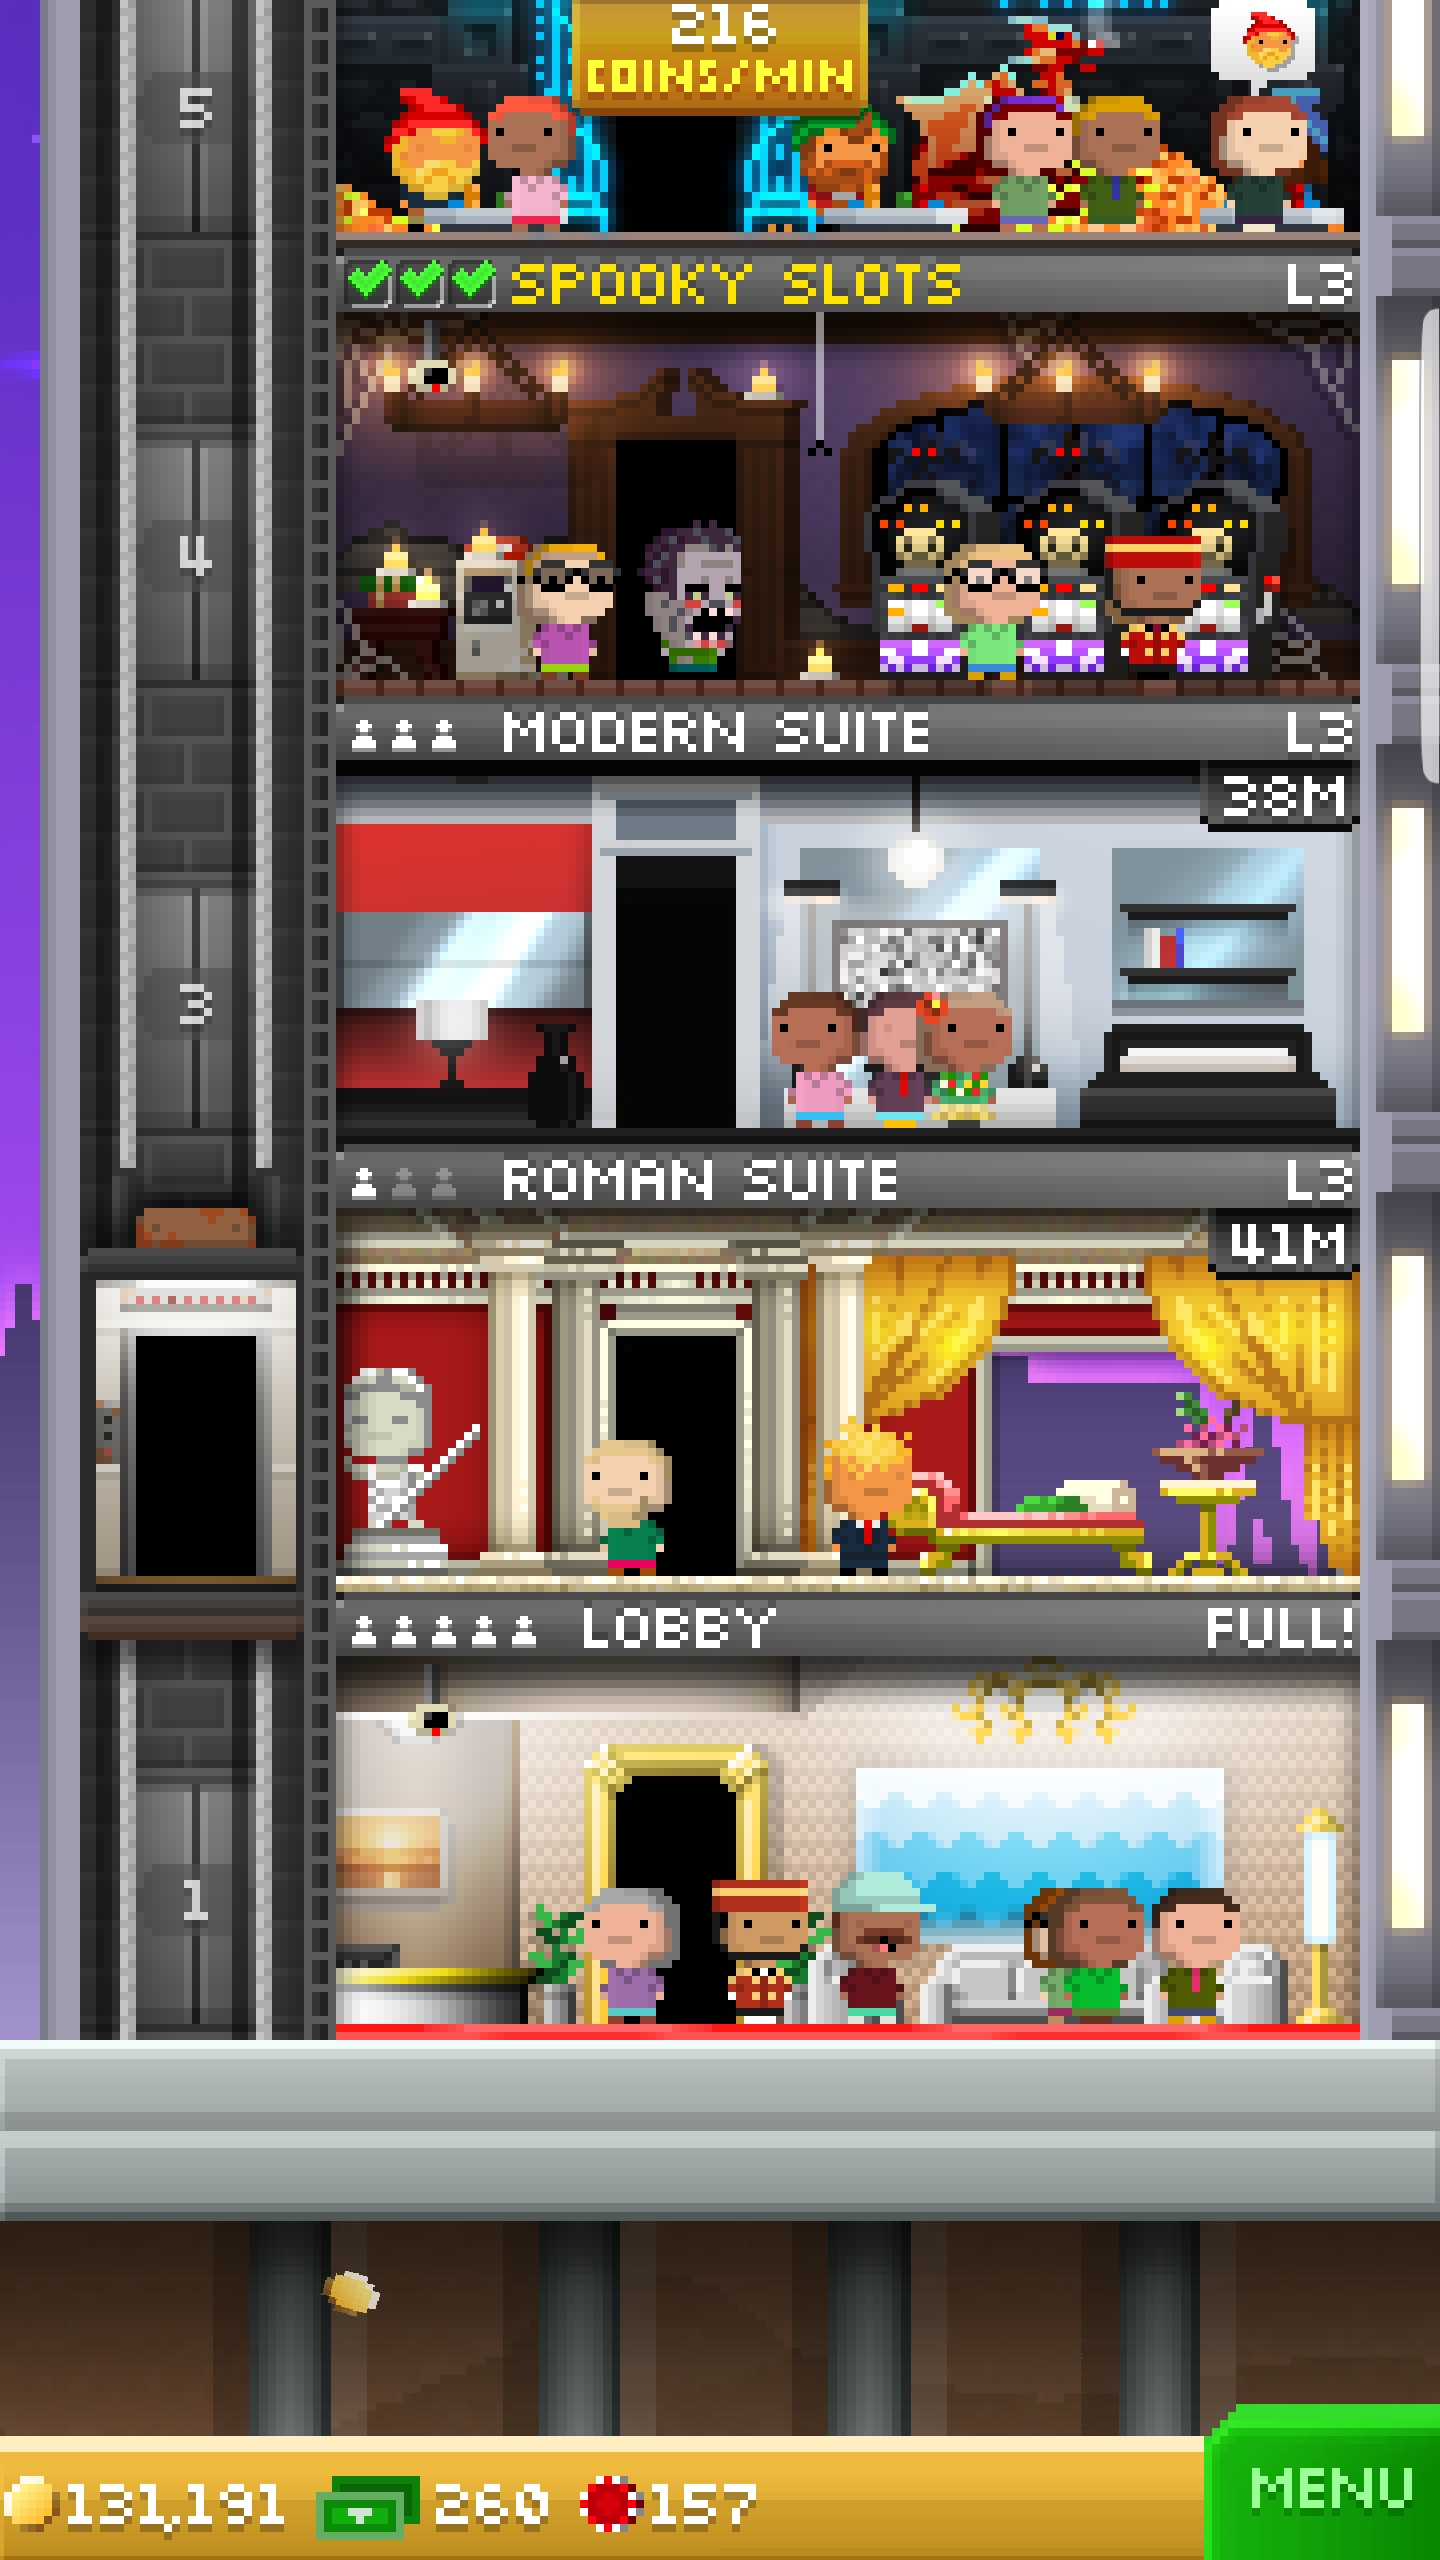 216
COINS/MIN
5
SPOOKY SLOTS L3
4
MODERN SUITE L3
38M
3
ROMAN SUITE L3
41M
LOBBY FULL!
1
131,191 260 157
MENU